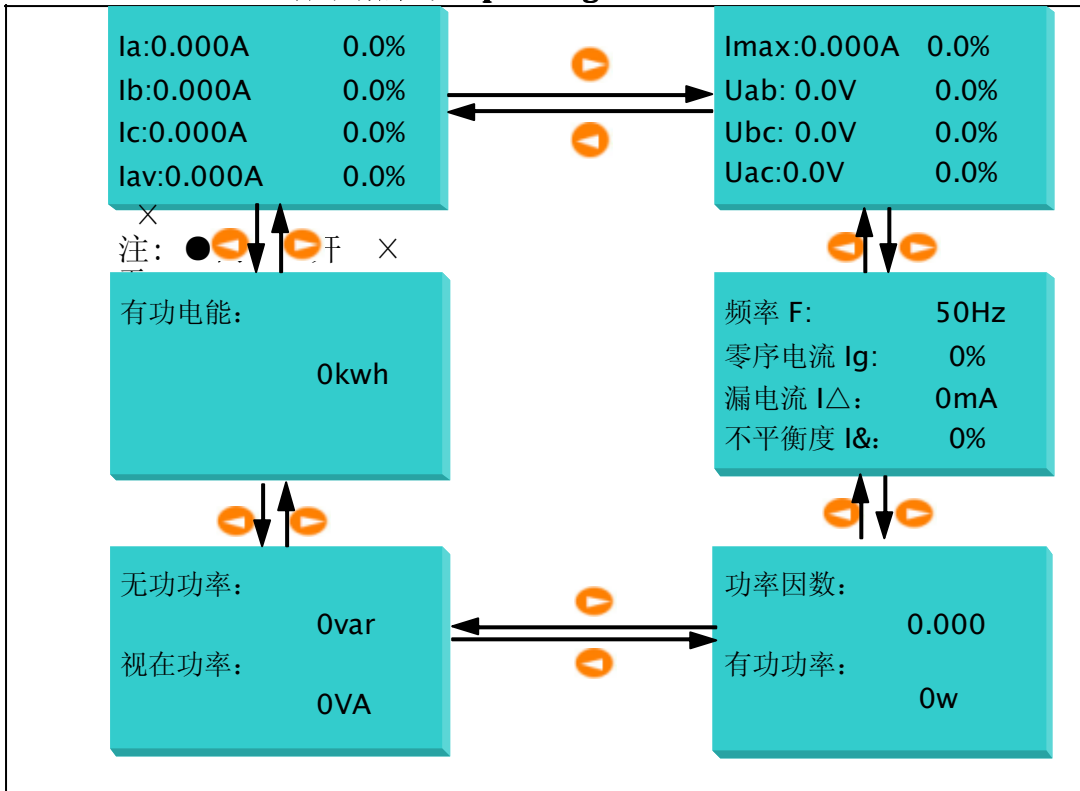 Ia:0.000A 0.0%
Ib:0.000A 0.0%
Ic:0.000A 0.0%
Iav:0.000A 0.0%
Imax:0.000A 0.0%
Uab: 0.0V 0.0%
Ubc: 0.0V 0.0%
Uac:0.0V 0.0%
×
注: ● 开 ×
有功电能:
0kwh
频率 F: 50Hz
零序电流 Ig: 0%
漏电流 I△: 0mA
不平衡度 I&: 0%
无功功率:
0var
视在功率:
0VA
功率因数:
0.000
有功功率:
0w